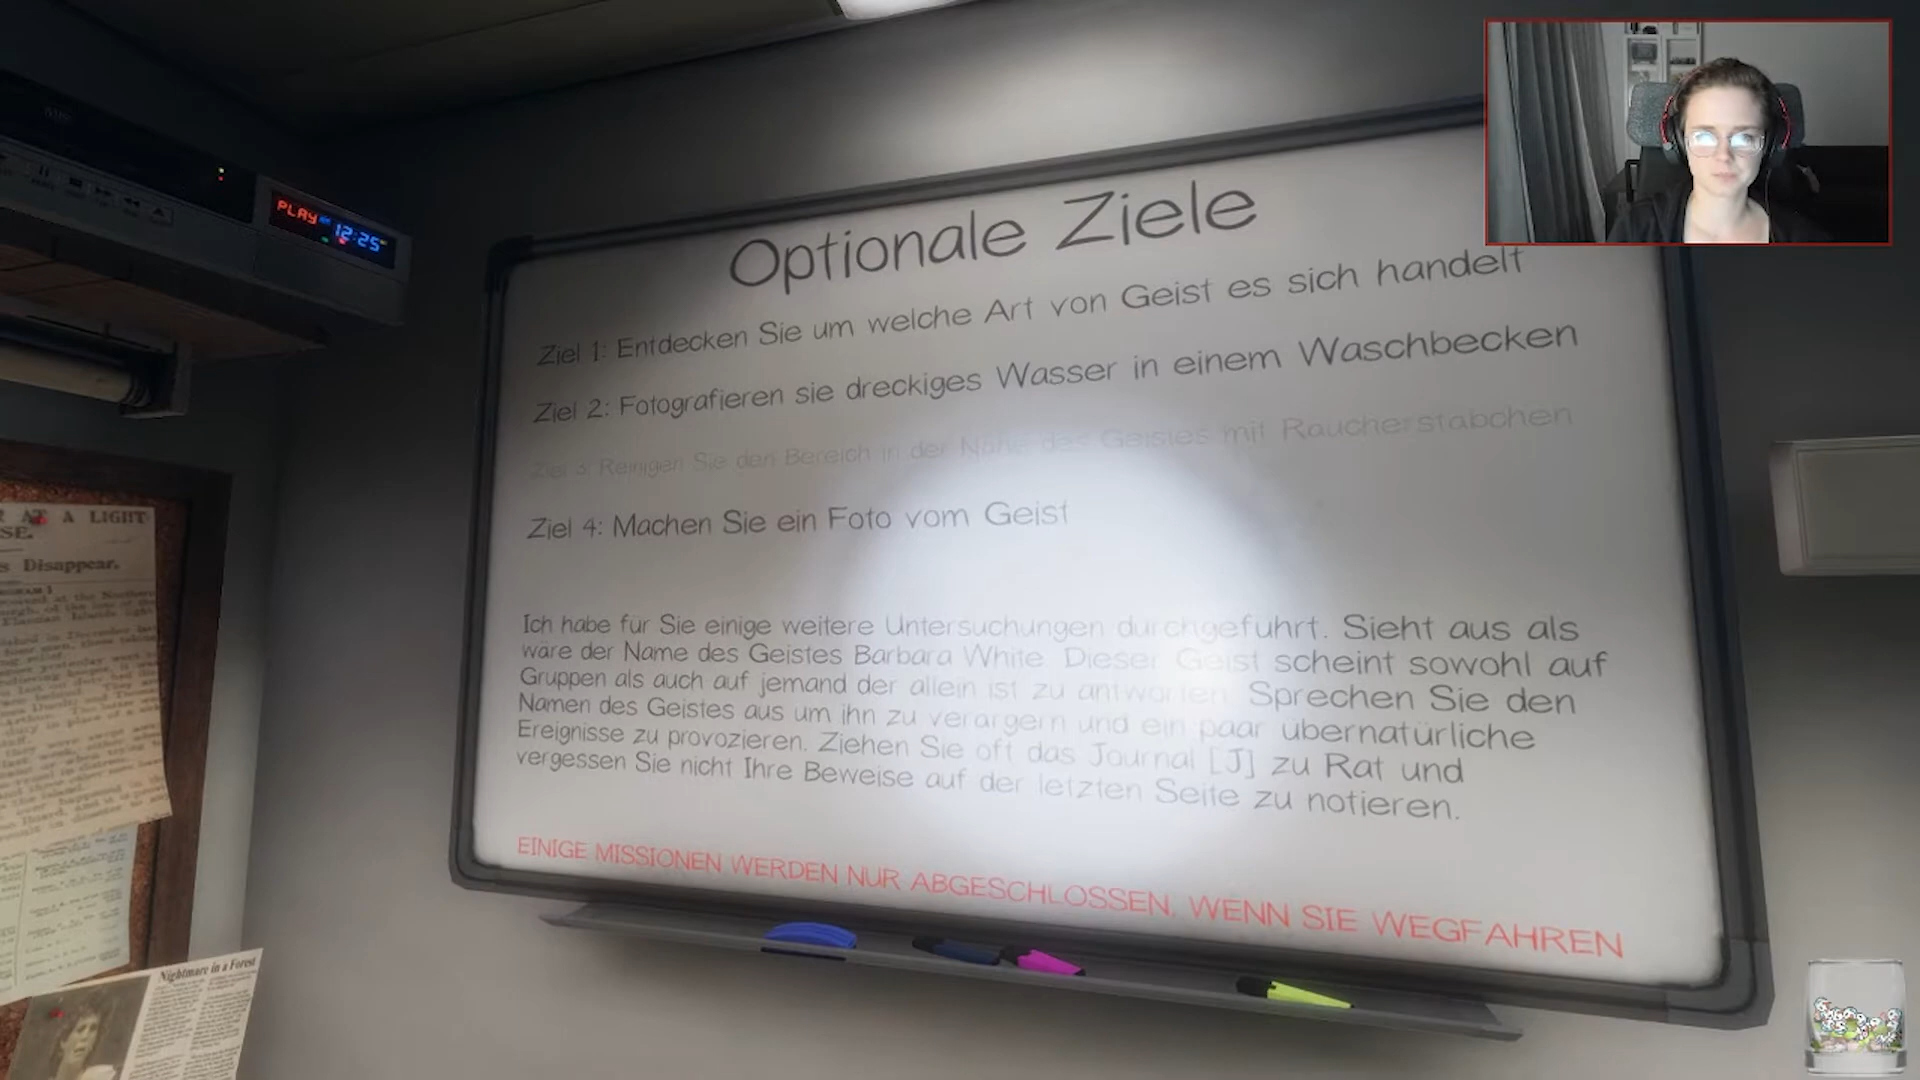 PLAY
12:25
Optionale Ziele
Ziel 1: Entdecken Sie um welche Art von Geist es sich handelt
Ziel 2: Fotografieren sie dreckiges Wasser in einem Waschbecken
Ziel 3: Reinigen Sie den Bereich in der Nähe des Geistes mit Räucherstäbchen
Ziel 4: Machen Sie ein Foto vom Geist
Ich habe für Sie einige weitere Untersuchungen durchgeführt. Sieht aus als
wäre der Name des Geistes Barbara White. Dieser Geist scheint sowohl auf
Gruppen als auch auf jemand der allein ist zu antworten. Sprechen Sie den
Namen des Geistes aus um ihn zu verärgern und ein paar übernatürliche
Ereignisse zu provozieren. Ziehen Sie oft das Journal [J] zu Rat und
vergessen Sie nicht Ihre Beweise auf der letzten Seite zu notieren.
EINIGE MISSIONEN WERDEN NUR ABGESCHLOSSEN, WENN SIE WEGFAHREN
AT A LIGHT-
SE.
s Disappear.
Nightmare in a Forest